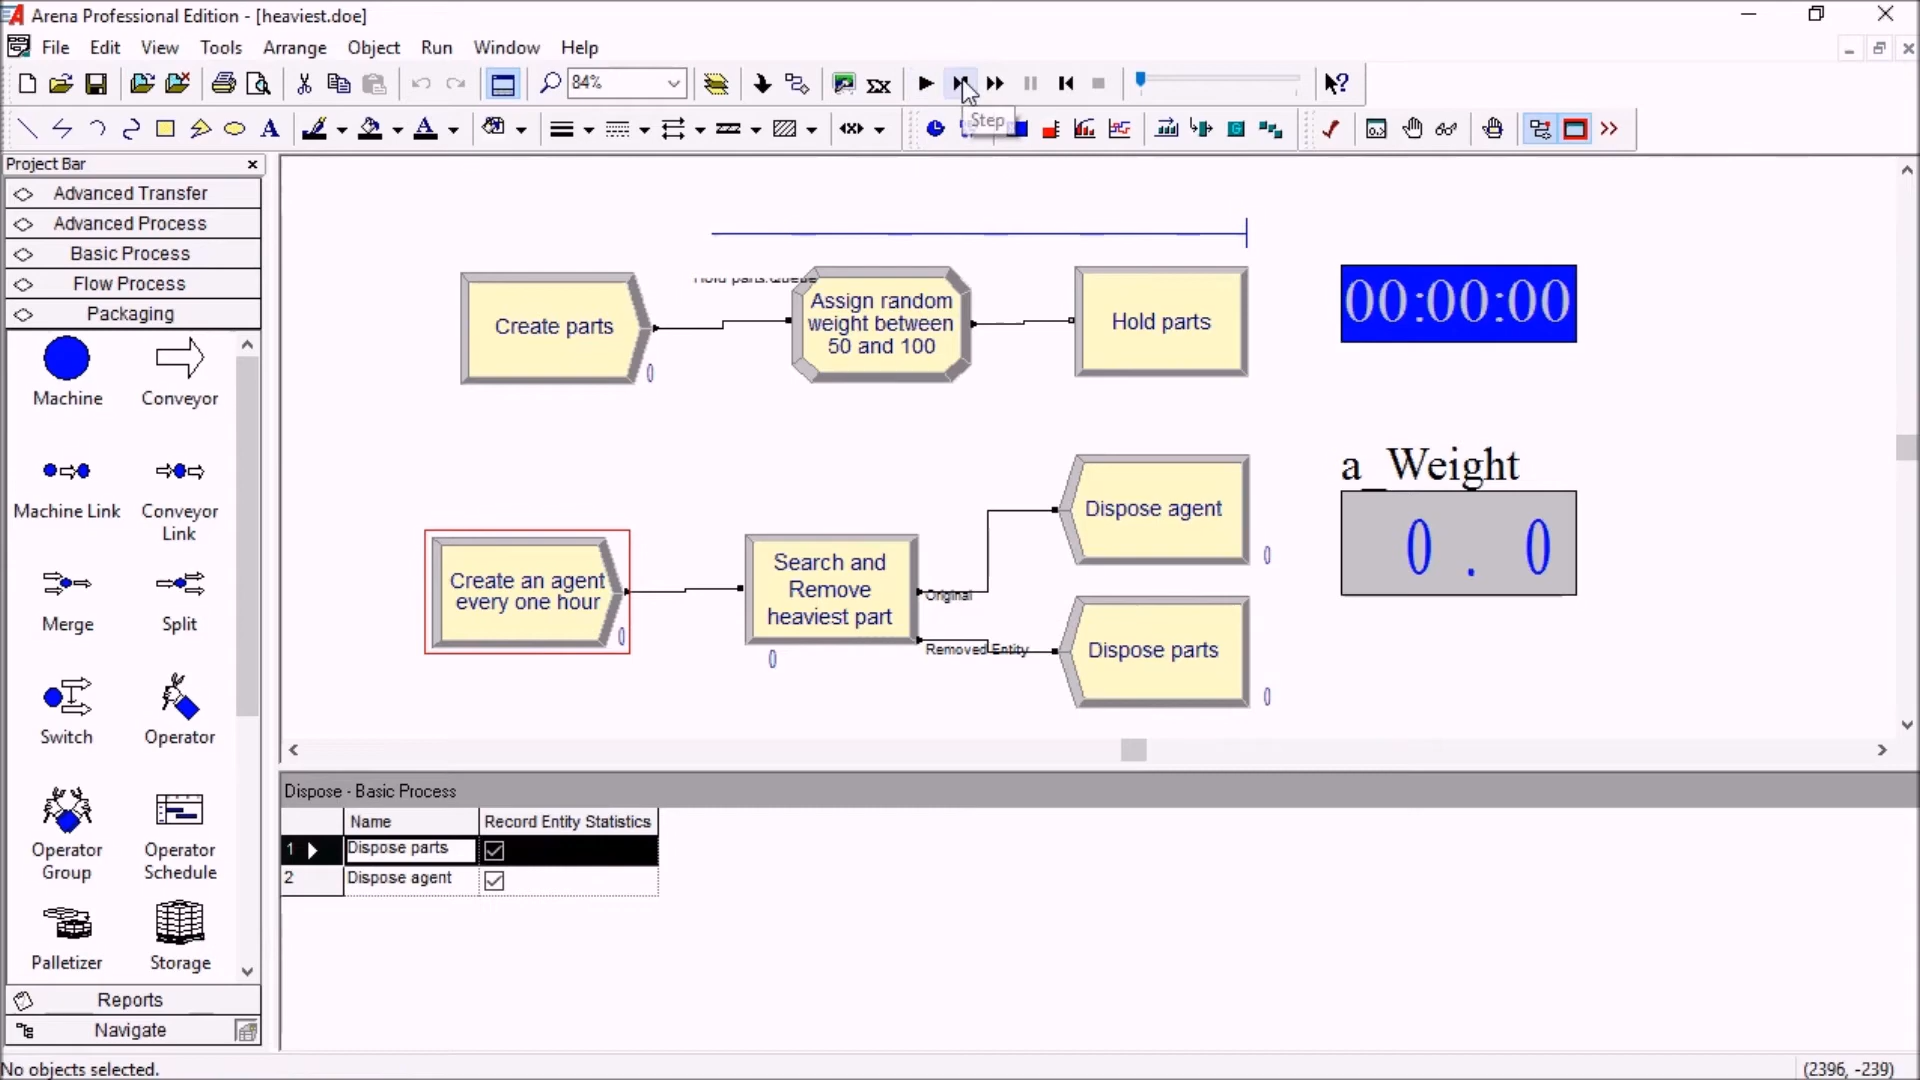 Arena Professional Edition - [heaviest.doe]
File Edit View Tools Arrange Object Run Window Help
84%
Step
Project Bar
Advanced Transfer
Advanced Process
Basic Process
Flow Process
Packaging
Machine Conveyor
Machine Link Conveyor Link
Merge Split
Switch Operator
Operator Group Operator Schedule
Palletizer Storage
Reports
Navigate
Hold parts.Queue
Create parts
0
Assign random
weight between
50 and 100
Hold parts
00:00:00
a_Weight
0 . 0
Create an agent
every one hour
0
Search and
Remove
heaviest part
0
Original
Removed Entity
Dispose agent
0
Dispose parts
0
Dispose - Basic Process
Name Record Entity Statistics
1 Dispose parts
2 Dispose agent
No objects selected.
(2396, -239)